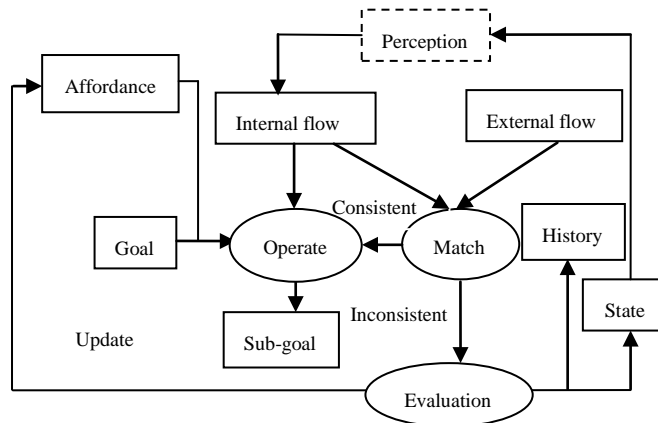 Perception
Affordance
Internal flow
External flow
Consistent
Goal
Operate
Match
History
Inconsistent
State
Update
Sub-goal
Evaluation